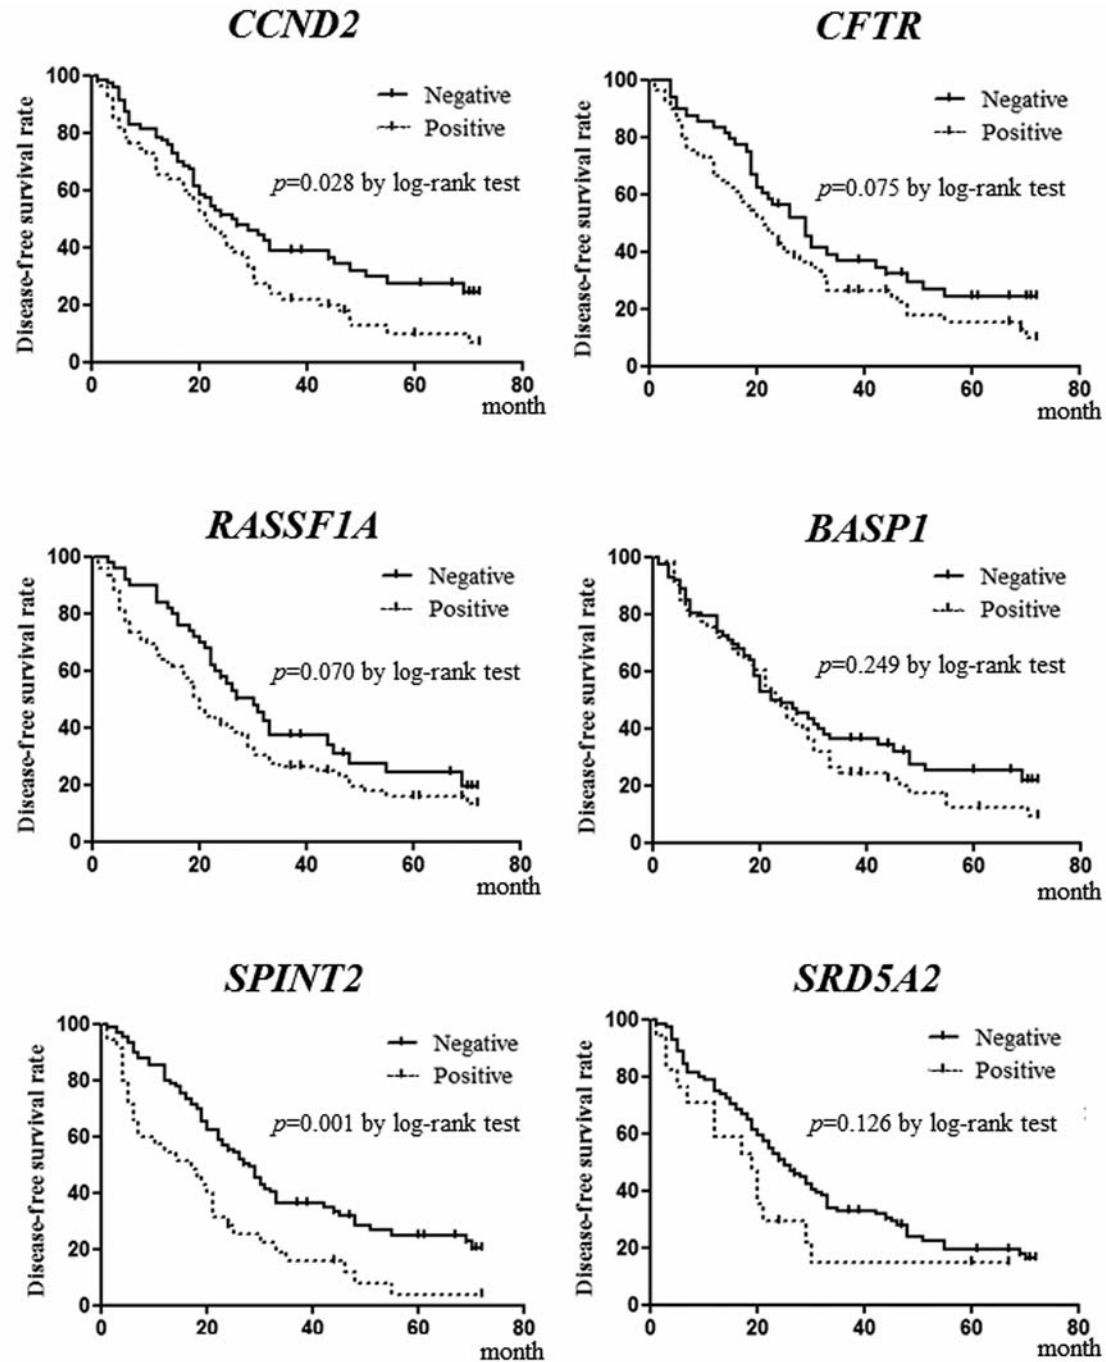 CCND2
Disease-free survival rate
100
80
60
40
20
0
Negative
Positive
p=0.028 by log-rank test
0 20 40 60 80
month
CFTR
Disease-free survival rate
100
80
60
40
20
0
Negative
Positive
p=0.075 by log-rank test
0 20 40 60 80
month
RASSF1A
Disease-free survival rate
100
80
60
40
20
0
Negative
Positive
p=0.070 by log-rank test
0 20 40 60 80
month
BASP1
Disease-free survival rate
100
80
60
40
20
0
Negative
Positive
p=0.249 by log-rank test
0 20 40 60 80
month
SPINT2
Disease-free survival rate
100
80
60
40
20
0
Negative
Positive
p=0.001 by log-rank test
0 20 40 60 80
month
SRD5A2
Disease-free survival rate
100
80
60
40
20
0
Negative
Positive
p=0.126 by log-rank test
0 20 40 60 80
month